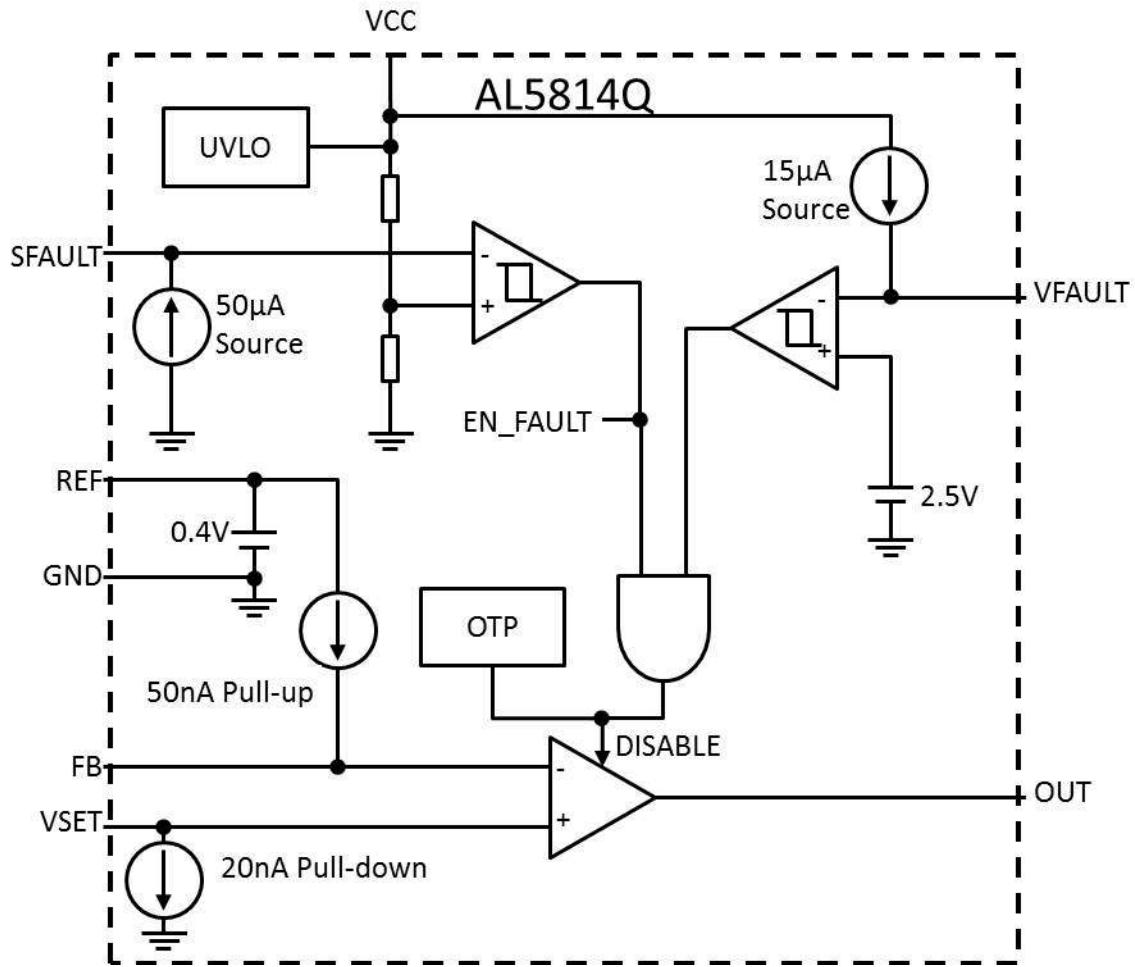 VCC
AL5814Q
UVLO
15µA
Source
SFAULT
-
+
50µA
Source
-
+
VFAULT
EN_FAULT
REF
2.5V
0.4V
GND
OTP
50nA Pull-up
DISABLE
FB
-
OUT
VSET
+
20nA Pull-down